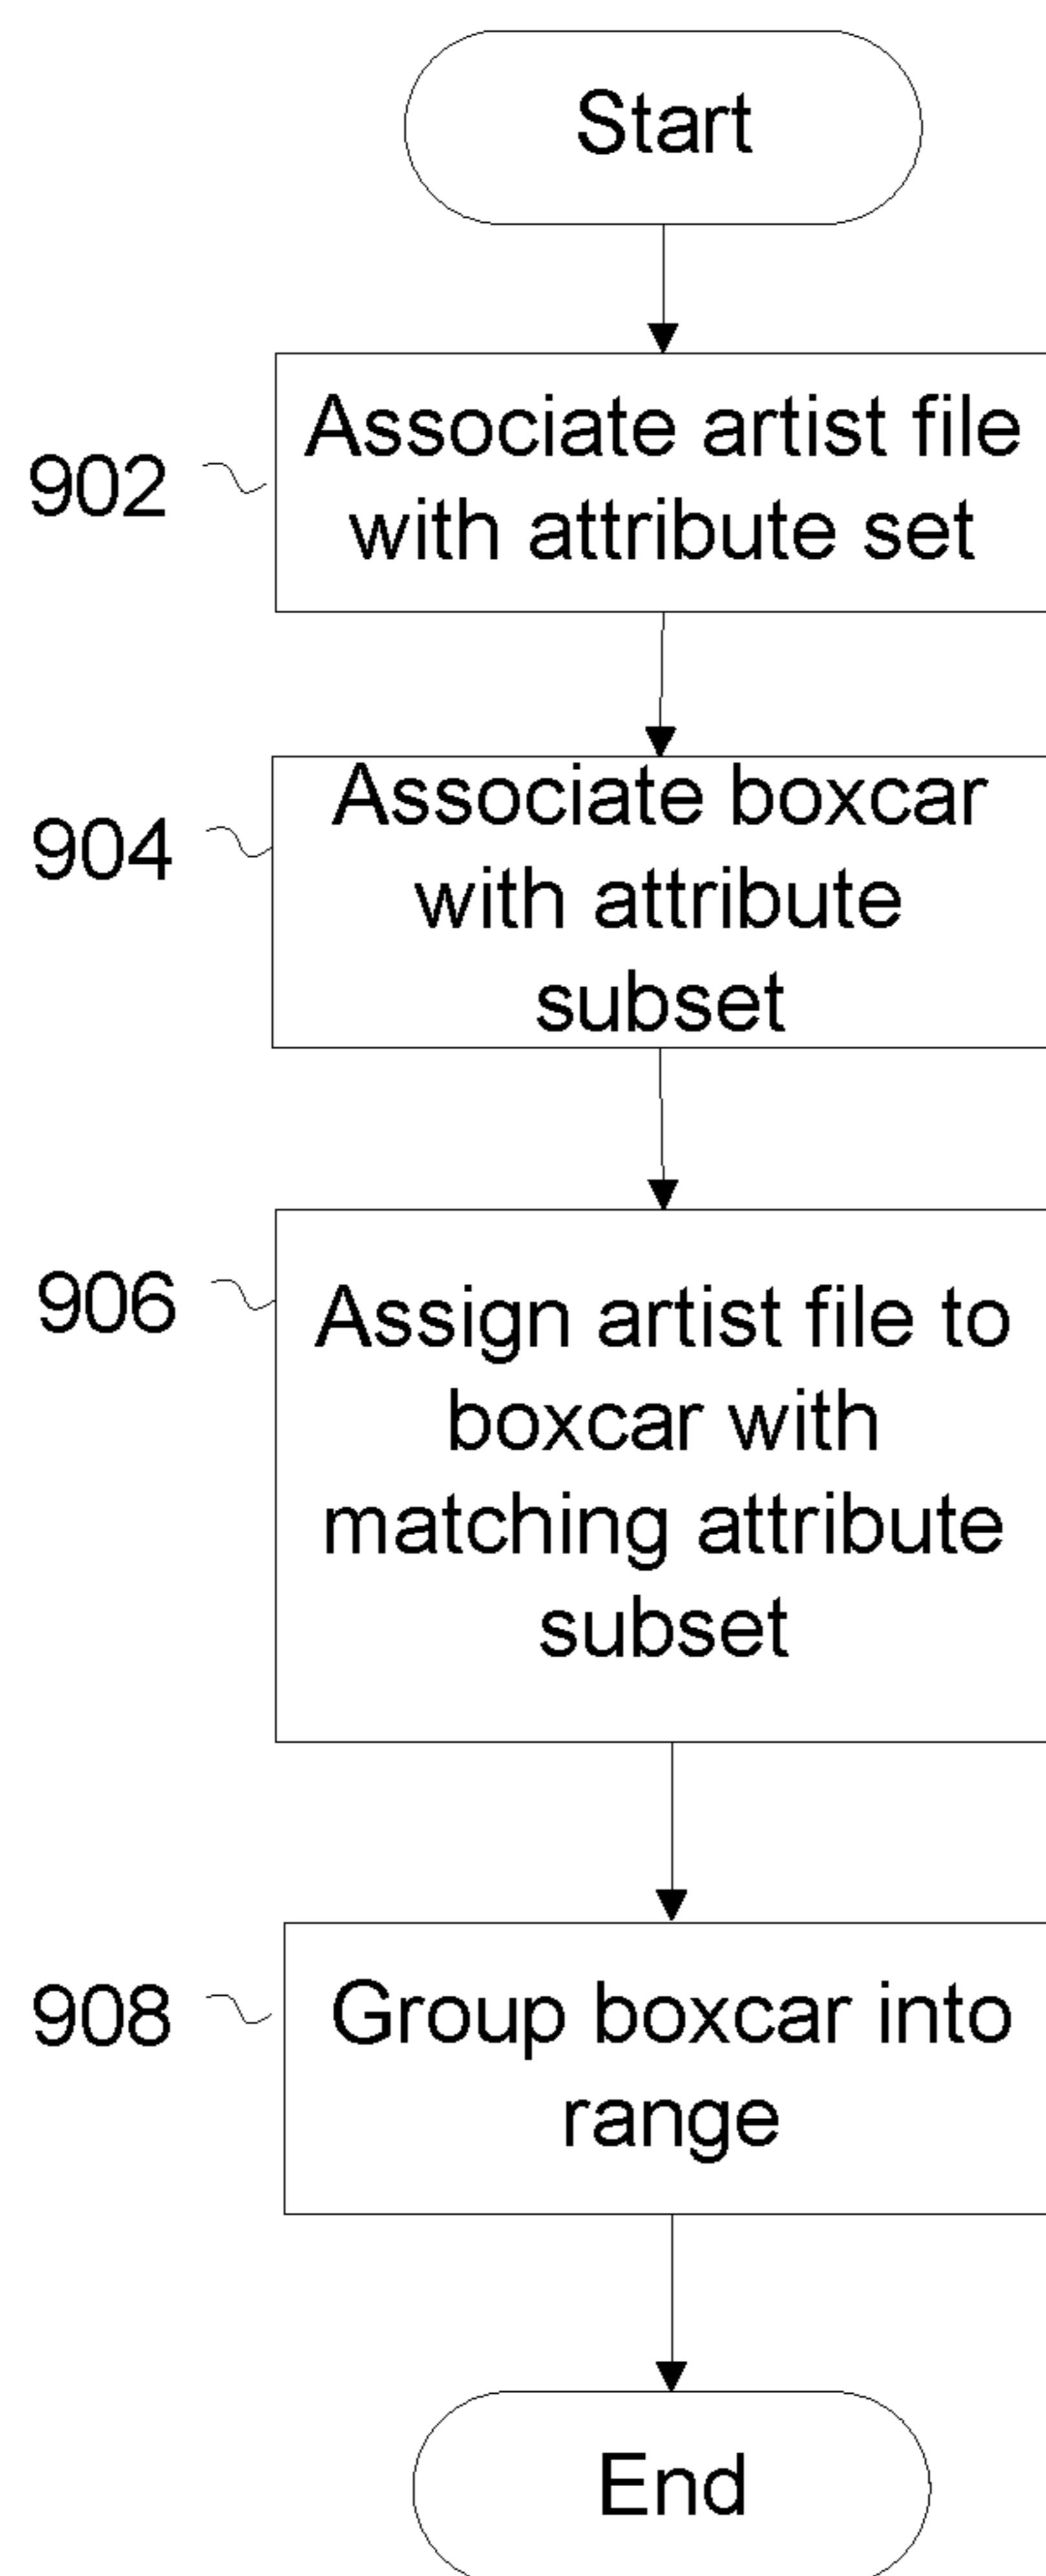 Start
902
Associate artist file
with attribute set
904
Associate boxcar
with attribute
subset
906
Assign artist file to
boxcar with
matching attribute
subset
908
Group boxcar into
range
End